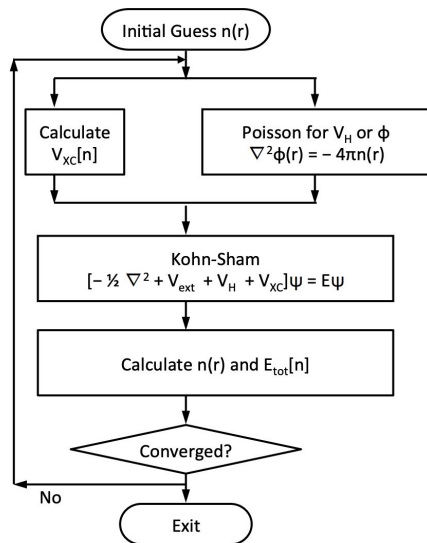 Initial Guess n(r)
Calculate
V_XC[n]
Poisson for V_H or ϕ
∇²ϕ(r) = − 4πn(r)
Kohn-Sham
[− ½ ∇² + V_ext + V_H + V_XC]ψ = Eψ
Calculate n(r) and E_tot[n]
Converged?
No
Exit